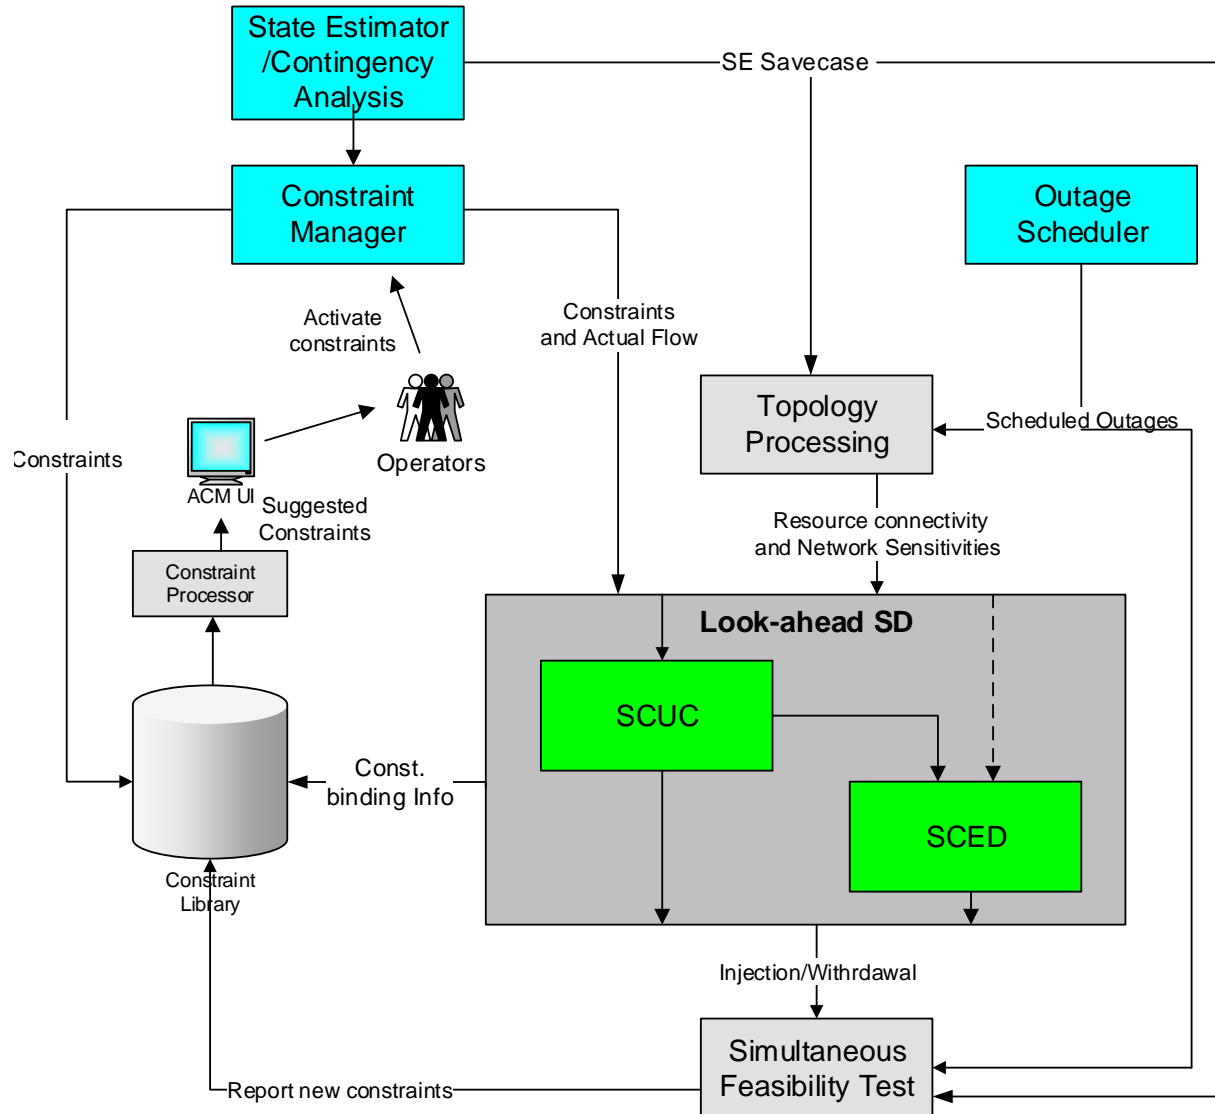 State Estimator
/Contingency
Analysis
SE Savecase
Constraint
Manager
Outage
Scheduler
Activate
constraints
Constraints
and Actual Flow
Topology
Processing
Scheduled Outages
Constraints
Operators
ACM UI
Suggested
Constraints
Resource connectivity
and Network Sensitivities
Constraint
Processor
Look-ahead SD
SCUC
Const.
binding Info
SCED
Constraint
Library
Injection/Withrdawal
Simultaneous
Feasibility Test
Report new constraints